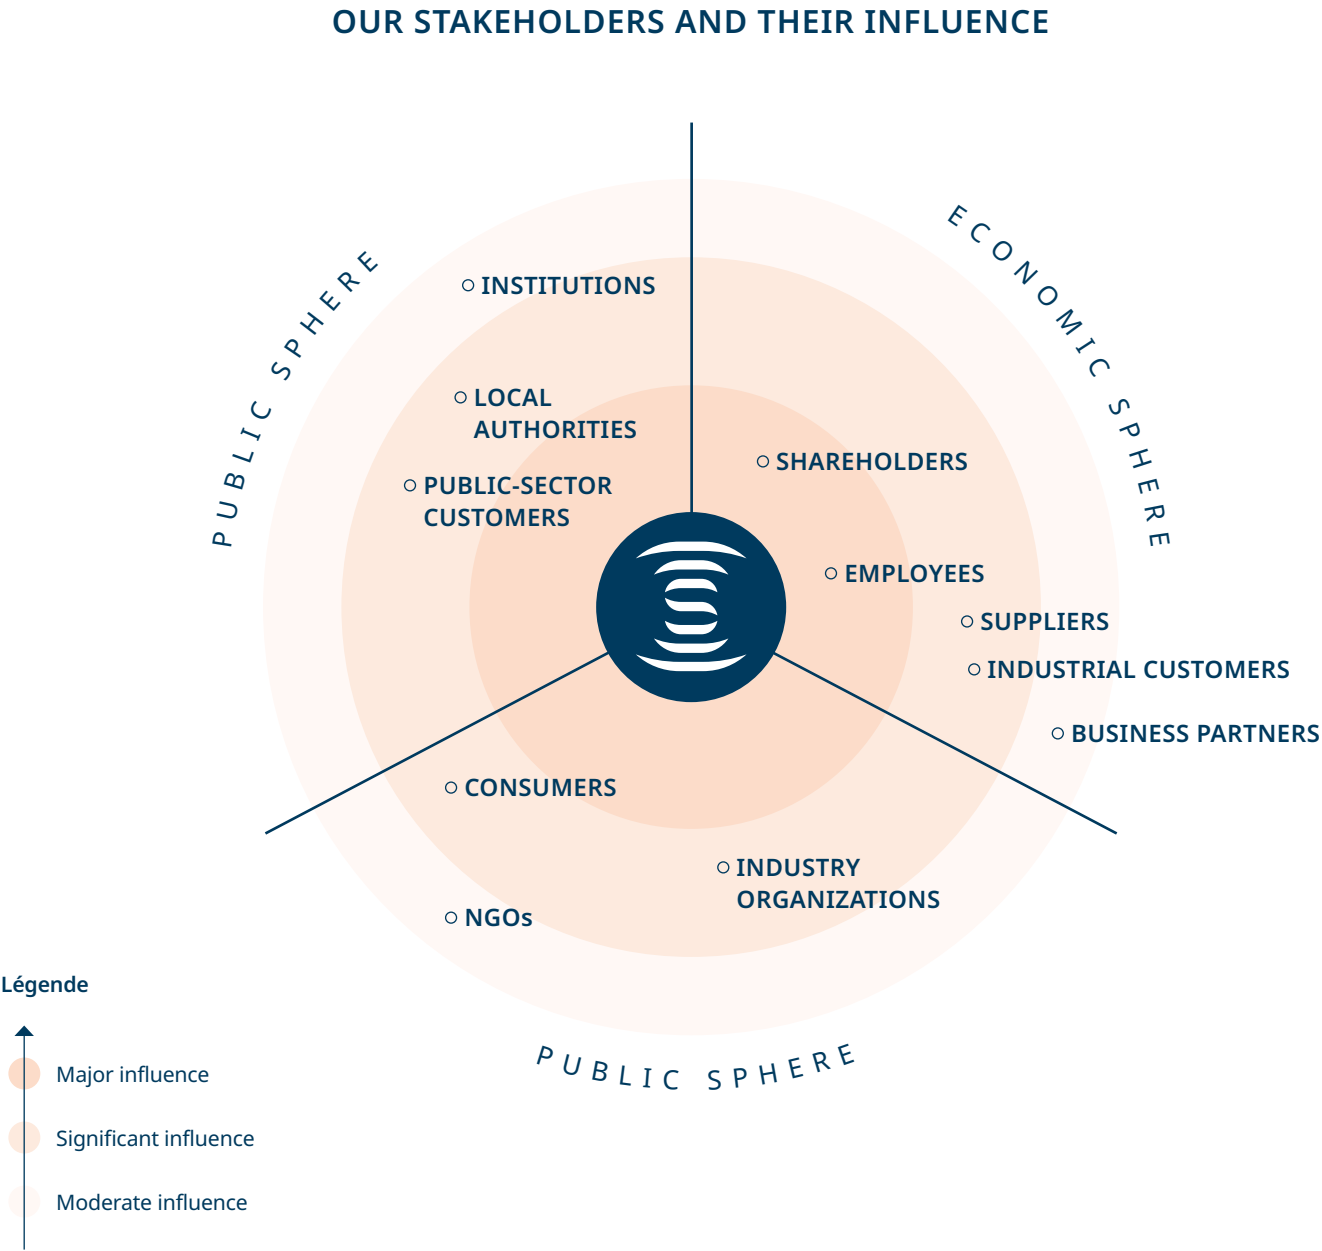 OUR STAKEHOLDERS AND THEIR INFLUENCE
PUBLIC SPHERE
ECONOMIC SPHERE
INSTITUTIONS
LOCAL
AUTHORITIES
PUBLIC-SECTOR
CUSTOMERS
SHAREHOLDERS
EMPLOYEES
SUPPLIERS
INDUSTRIAL CUSTOMERS
BUSINESS PARTNERS
CONSUMERS
INDUSTRY
ORGANIZATIONS
NGOs
PUBLIC SPHERE
Légende
Major influence
Significant influence
Moderate influence